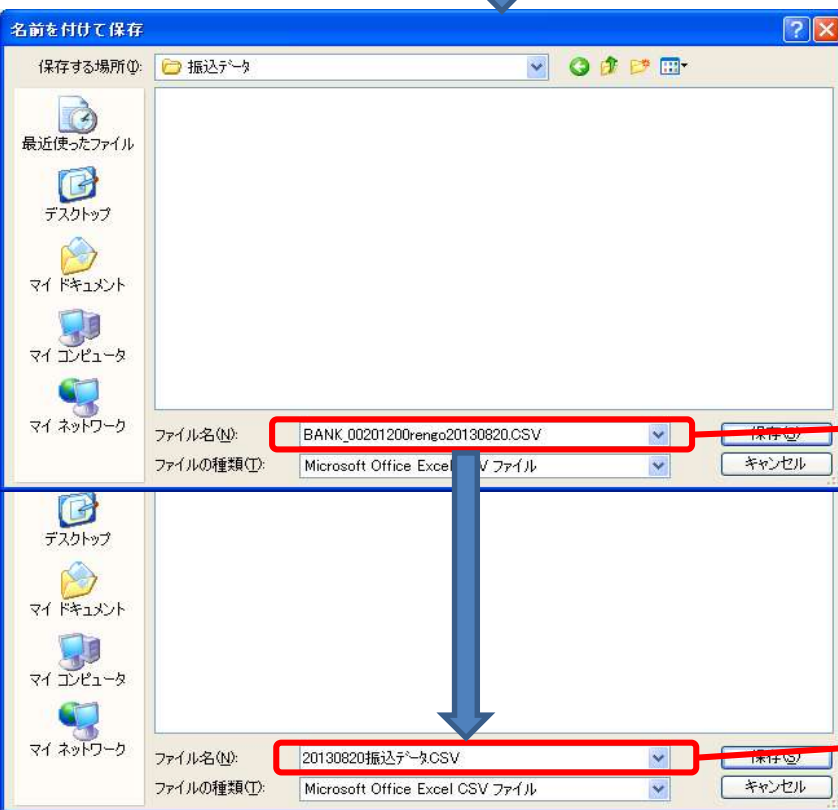 名前を付けて保存
保存する場所(I):
振込ﾃﾞｰﾀ
最近使ったファイル
デスクトップ
マイ ドキュメント
マイ コンピュータ
マイ ネットワーク
ファイル名(N):
BANK_00201200rengo20130820.CSV
保存(S)
ファイルの種類(T):
Microsoft Office Excel CSV ファイル
キャンセル
デスクトップ
マイ ドキュメント
マイ コンピュータ
マイ ネットワーク
ファイル名(N):
20130820振込ﾃﾞｰﾀ.CSV
保存(S)
ファイルの種類(T):
Microsoft Office Excel CSV ファイル
キャンセル